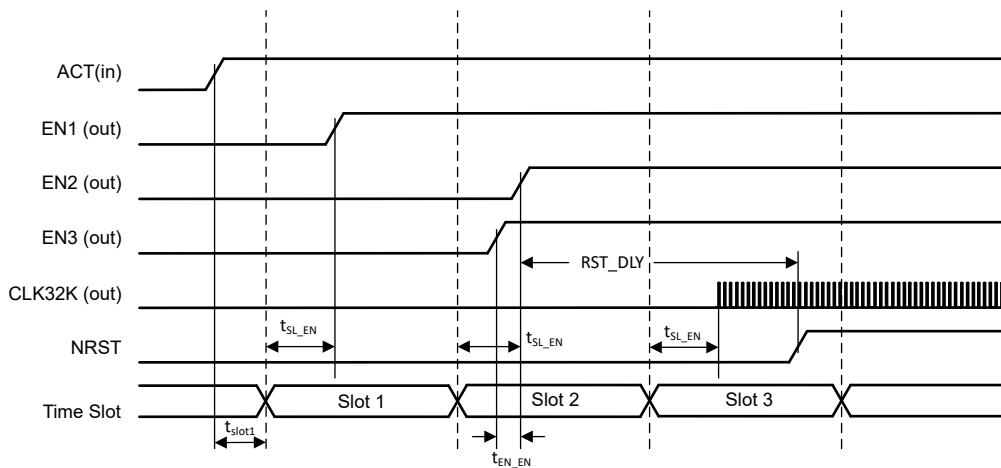 ACT(in)
EN1 (out)
EN2 (out)
EN3 (out)
RST_DLY
CLK32K (out)
tSL_EN
tSL_EN
tSL_EN
NRST
Time Slot
Slot 1
Slot 2
Slot 3
tslot1
tEN_EN